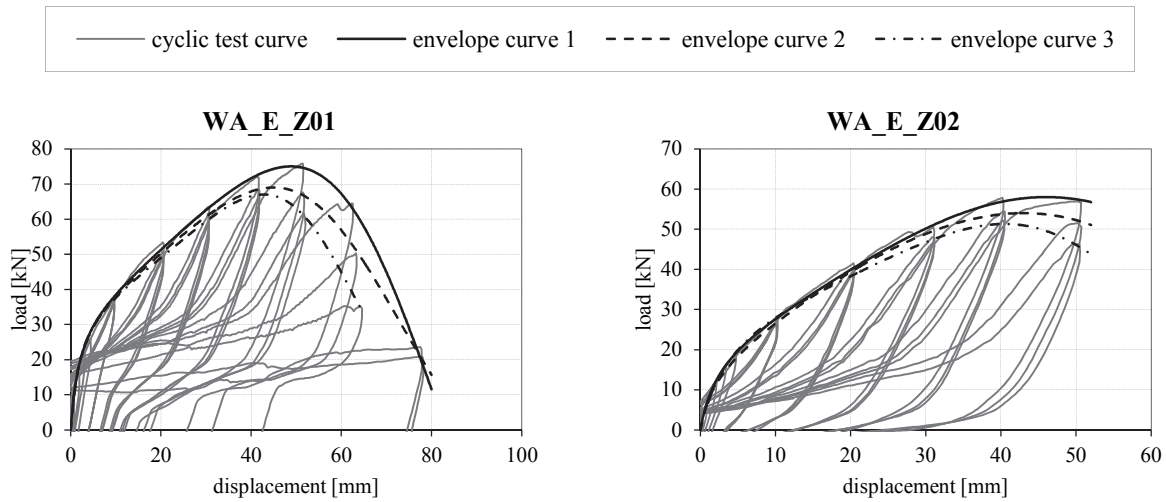 cyclic test curve envelope curve 1 envelope curve 2 envelope curve 3
WA_E_Z01
80
70
60
50
40
30
20
10
0
load [kN]
0 20 40 60 80 100
displacement [mm]
WA_E_Z02
70
60
50
40
30
20
10
0
load [kN]
0 10 20 30 40 50 60
displacement [mm]